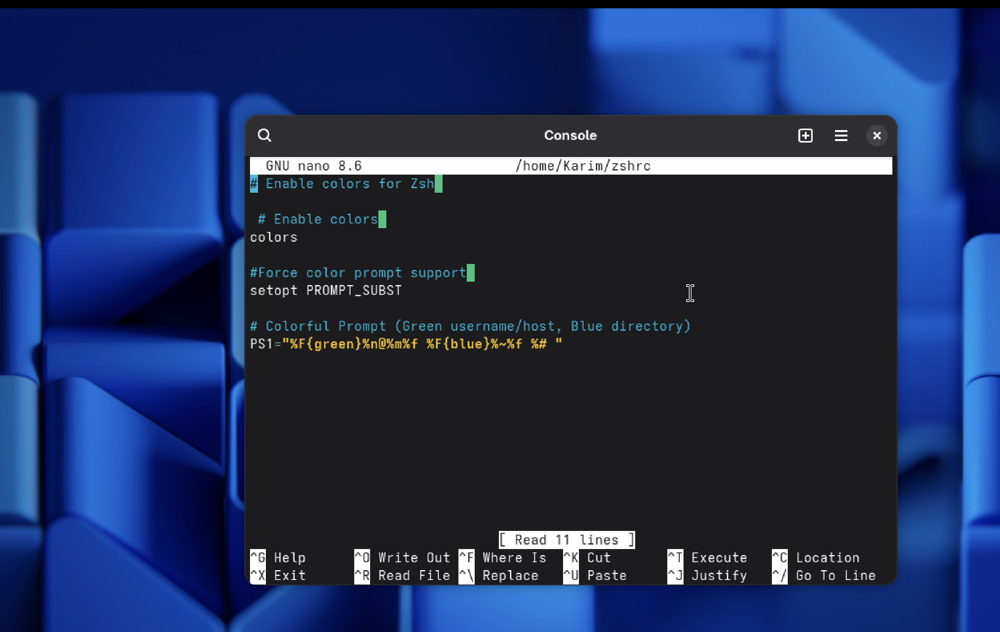 Console
GNU nano 8.6 /home/Karim/zshrc
# Enable colors for Zsh

# Enable colors
colors

#Force color prompt support
setopt PROMPT_SUBST

# Colorful Prompt (Green username/host, Blue directory)
PS1="%F{green}%n@%m%f %F{blue}%~%f %# "

[ Read 11 lines ]
^G Help ^O Write Out ^F Where Is ^K Cut ^T Execute ^C Location
^X Exit ^R Read File ^\ Replace ^U Paste ^J Justify ^/ Go To Line